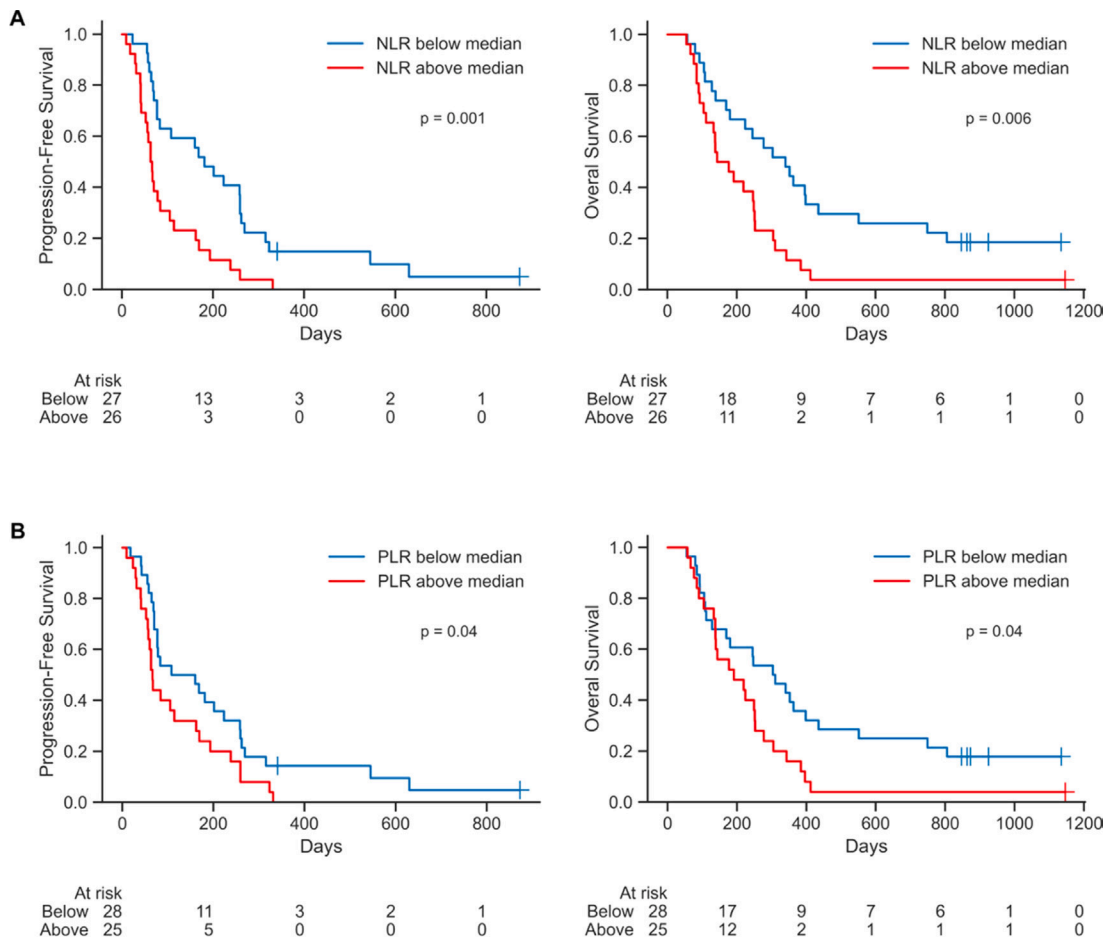 A
Progression-Free Survival
1.0
0.8
0.6
0.4
0.2
0.0
NLR below median
NLR above median
p = 0.001
0 200 400 600 800
Days
At risk
Below 27 13 3 2 1
Above 26 3 0 0 0
Overal Survival
1.0
0.8
0.6
0.4
0.2
0.0
NLR below median
NLR above median
p = 0.006
0 200 400 600 800 1000 1200
Days
At risk
Below 27 18 9 7 6 1 0
Above 26 11 2 1 1 1 0
B
Progression-Free Survival
1.0
0.8
0.6
0.4
0.2
0.0
PLR below median
PLR above median
p = 0.04
0 200 400 600 800
Days
At risk
Below 28 11 3 2 1
Above 25 5 0 0 0
Overal Survival
1.0
0.8
0.6
0.4
0.2
0.0
PLR below median
PLR above median
p = 0.04
0 200 400 600 800 1000 1200
Days
At risk
Below 28 17 9 7 6 1 0
Above 25 12 2 1 1 1 0